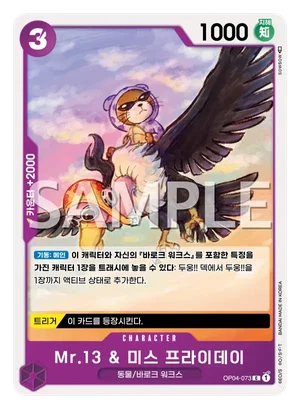 3
1000
지혜
知
카운터 +2000
SAMPLE
기동: 메인 이 캐릭터와 자신의 『바로크 워크스』를 포함한 특징을
가진 캐릭터 1장을 트래시에 놓을 수 있다: 두웅!! 덱에서 두웅!!을
1장까지 액티브 상태로 추가한다.
트리거 이 카드를 등장시킨다.
CHARACTER
Mr.13 & 미스 프라이데이
동물/바로크 워크스
OP04-073 C 1